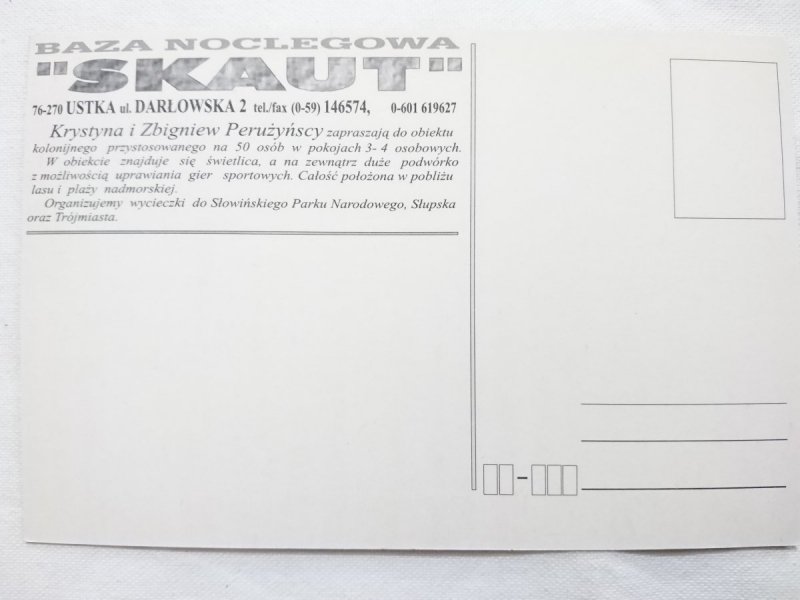 BAZA NOCLEGOWA
"SKAUT"
76-270 USTKA ul. DARŁOWSKA 2 tel./fax (0-59) 146574, 0-601 619627
Krystyna i Zbigniew Perużyńscy zapraszają do obiektu
kolonijnego przystosowanego na 50 osób w pokojach 3- 4 osobowych.
W obiekcie znajduje się świetlica, a na zewnątrz duże podwórko
z możliwością uprawiania gier sportowych. Całość położona w pobliżu
lasu i plaży nadmorskiej.
Organizujemy wycieczki do Słowińskiego Parku Narodowego, Słupska
oraz Trójmiasta.